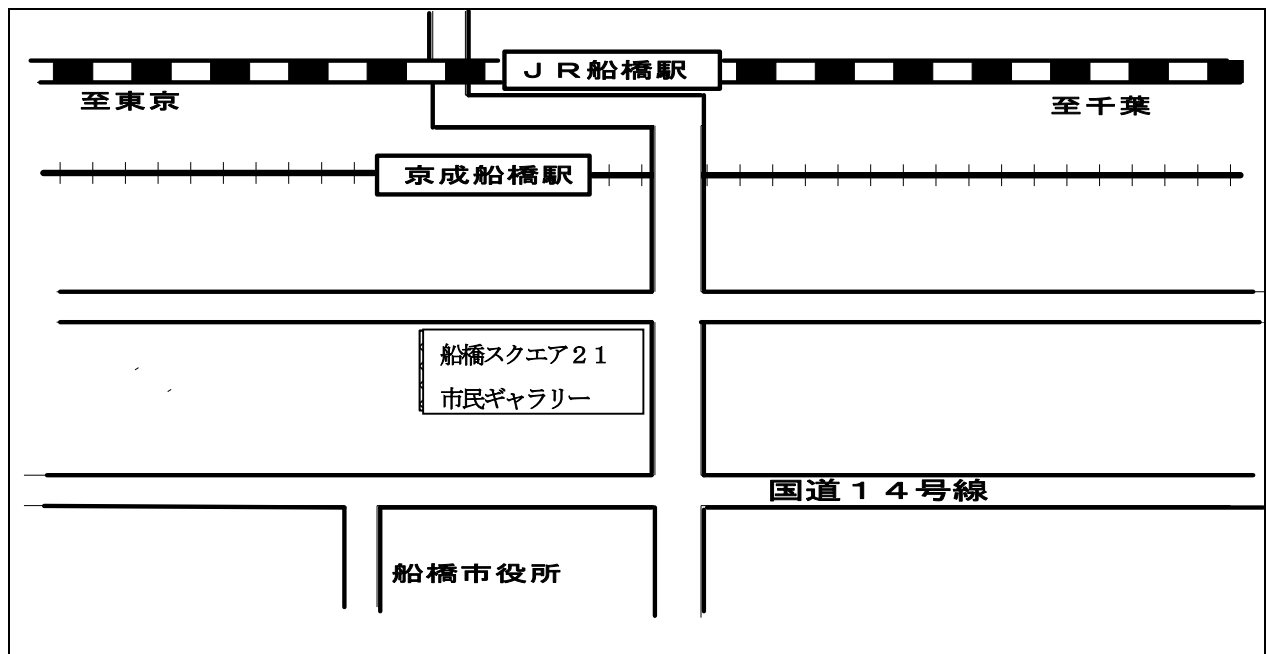 ＪＲ船橋駅
至東京
至千葉
京成船橋駅
船橋スクエア２１
市民ギャラリー
国道１４号線
船橋市役所